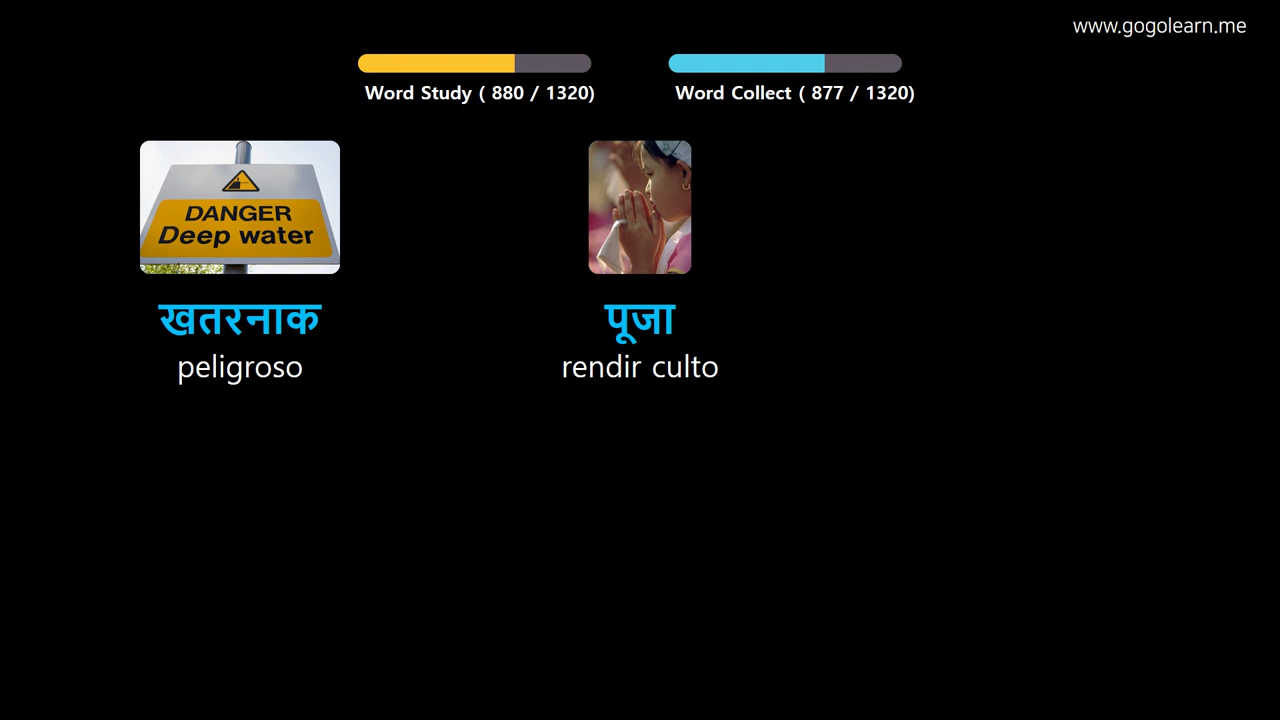 www.gogolearn.me
Word Study ( 880 / 1320)
Word Collect ( 877 / 1320)
DANGER
Deep water
खतरनाक
पूजा
peligroso
rendir culto